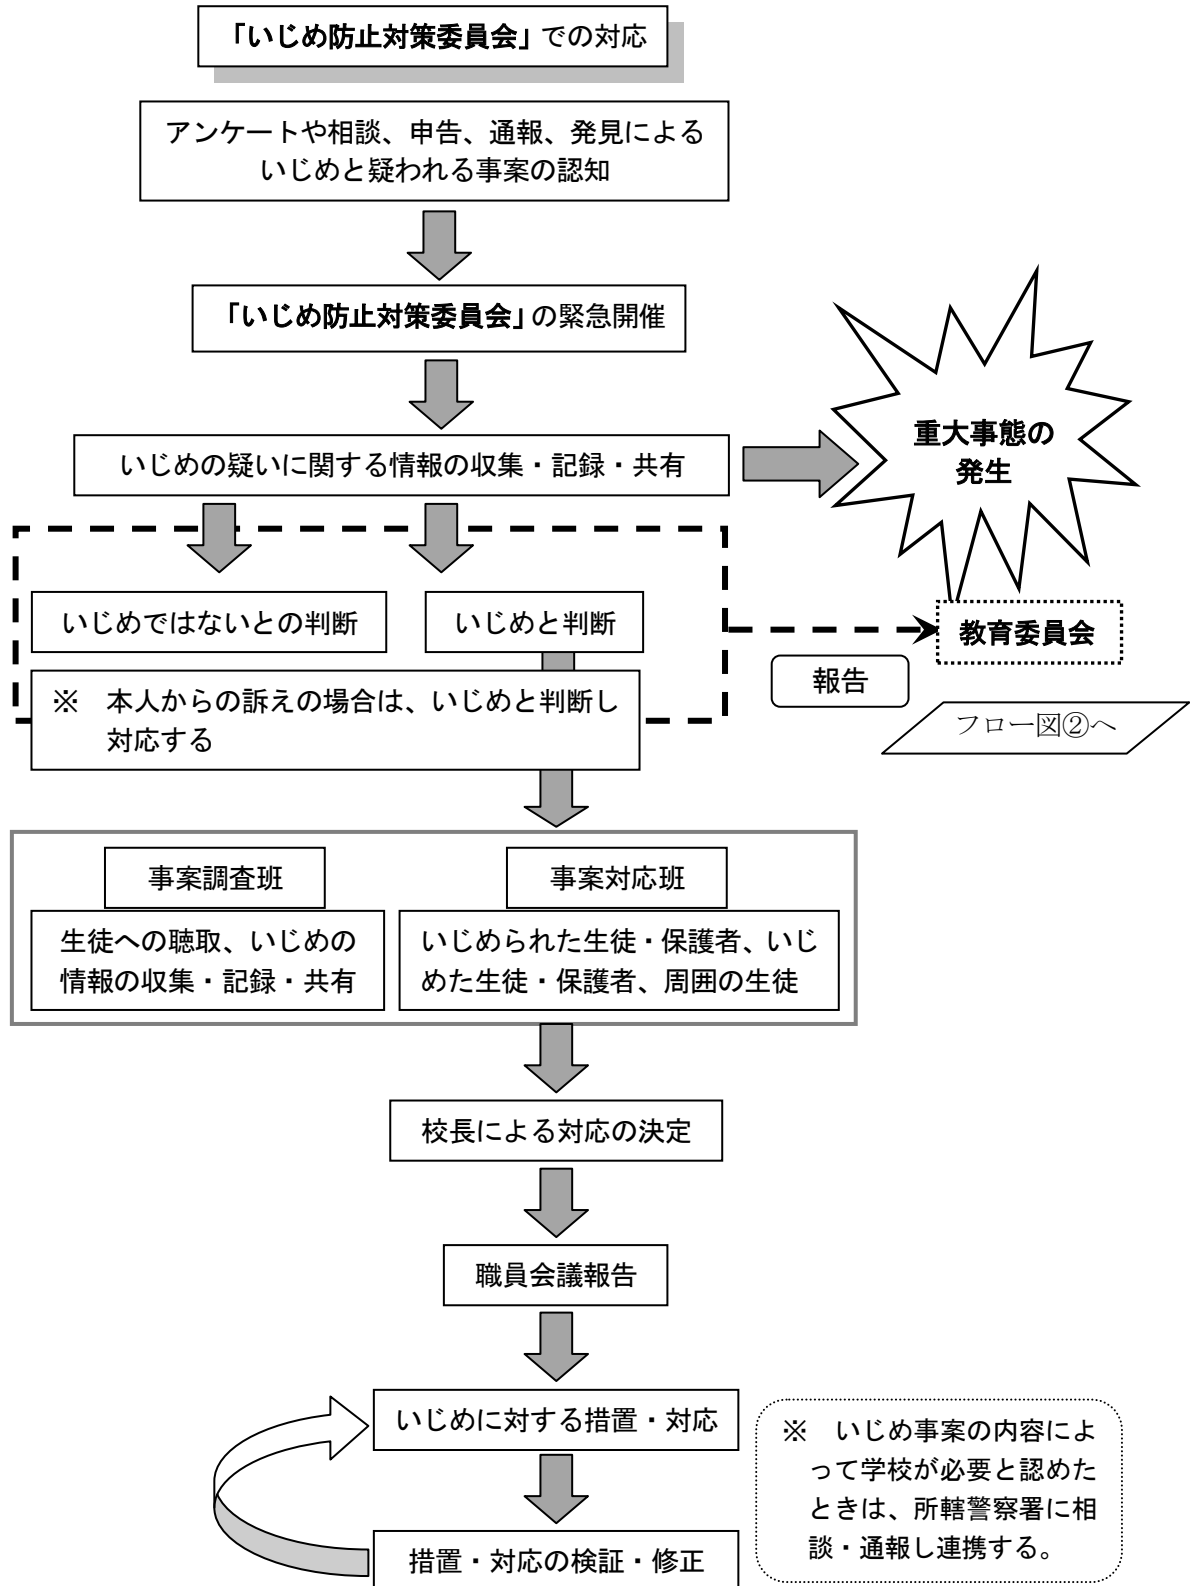 「いじめ防止対策委員会」での対応
アンケートや相談、申告、通報、発見による
いじめと疑われる事案の認知
「いじめ防止対策委員会」の緊急開催
いじめの疑いに関する情報の収集・記録・共有
重大事態の
発生
いじめではないとの判断
いじめと判断
教育委員会
報告
※　本人からの訴えの場合は、いじめと判断し
対応する
フロー図②へ
事案調査班
生徒への聴取、いじめの
情報の収集・記録・共有
事案対応班
いじめられた生徒・保護者、いじ
めた生徒・保護者、周囲の生徒
校長による対応の決定
職員会議報告
いじめに対する措置・対応
措置・対応の検証・修正
※　いじめ事案の内容によ
って学校が必要と認めた
ときは、所轄警察署に相
談・通報し連携する。